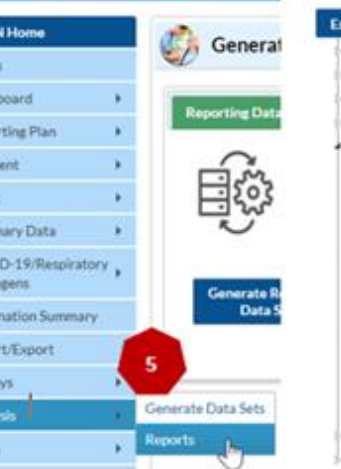 N Home
Generat
board
rting Plan
ent
nary Data
D-19/Respiratory
gens
nation Summary
rt/Export
ys
sis
Reporting Data
Generate R
Data S
5
Generate Data Sets
Reports
E